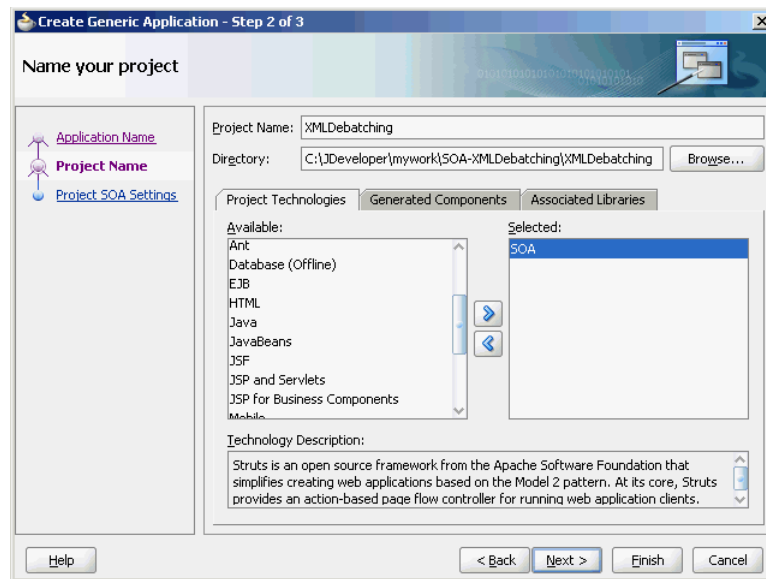 Create Generic Application - Step 2 of 3
Name your project
Application Name
Project Name
Project SOA Settings
Project Name: XMLDebatching
Directory: C:\JDeveloper\mywork\SOA-XMLDebatching\XMLDebatching Browse...
Project Technologies Generated Components Associated Libraries
Available: Selected:
Ant SOA
Database (Offline)
EJB
HTML
Java
JavaBeans
JSF
JSP and Servlets
JSP for Business Components
Mobile
Technology Description:
Struts is an open source framework from the Apache Software Foundation that
simplifies creating web applications based on the Model 2 pattern. At its core, Struts
provides an action-based page flow controller for running web application clients.
Help < Back Next > Finish Cancel